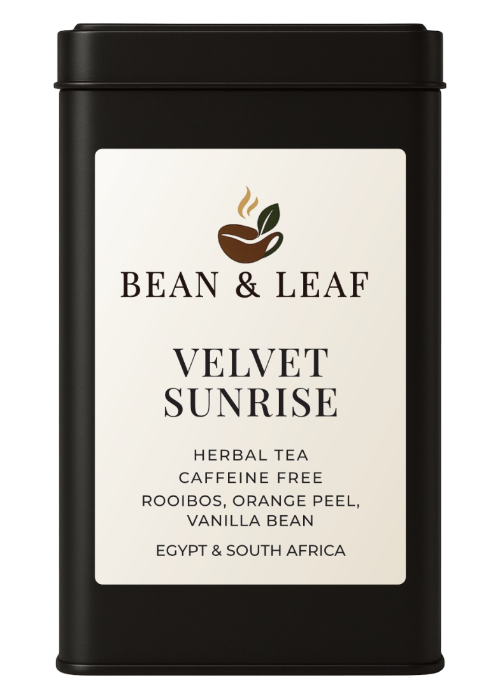 BEAN & LEAF
VELVET
SUNRISE
HERBAL TEA
CAFFEINE FREE
ROOIBOS, ORANGE PEEL,
VANILLA BEAN
EGYPT & SOUTH AFRICA